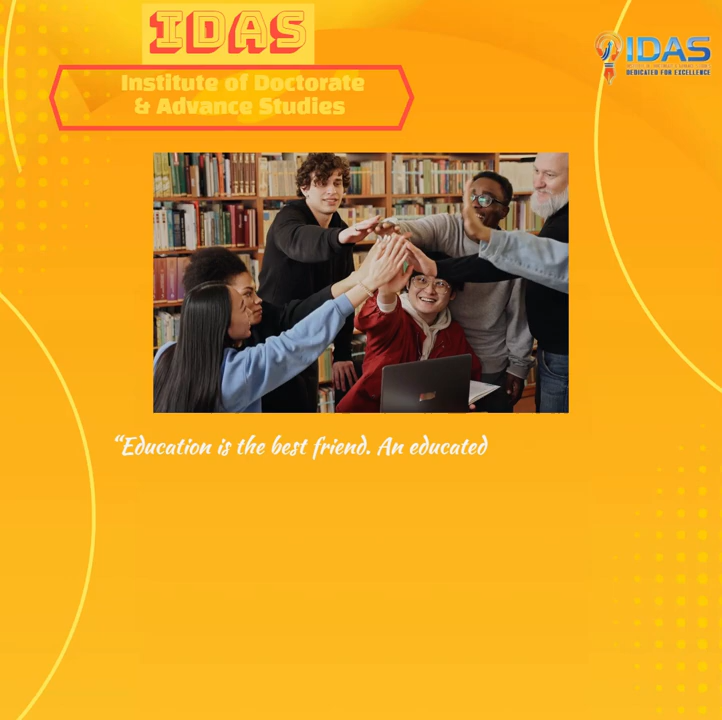 IDAS
Institute of Doctorate
& Advance Studies
IDAS
DEDICATED FOR EXCELLENCE
“Education is the best friend. An educated